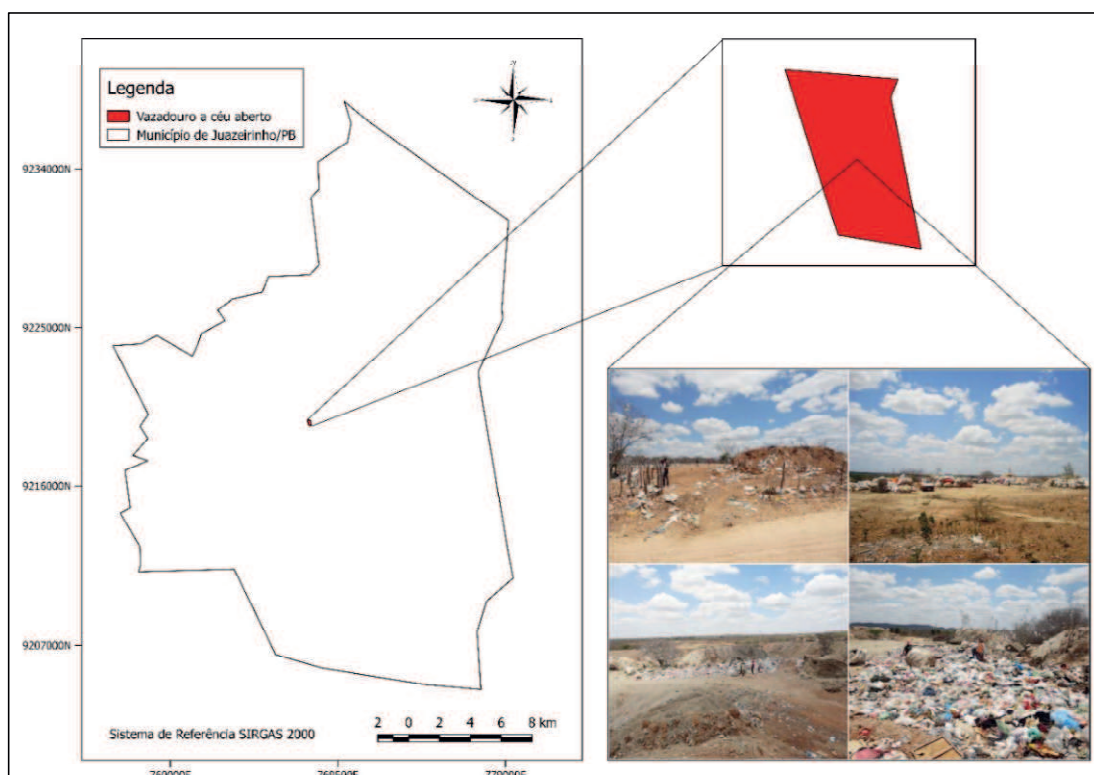 Legenda
Vazadouro a céu aberto
Município de Juazeirinho/PB
9234000N
9225000N
9216000N
9207000N
Sistema de Referência SIRGAS 2000
2 0 2 4 6 8 km